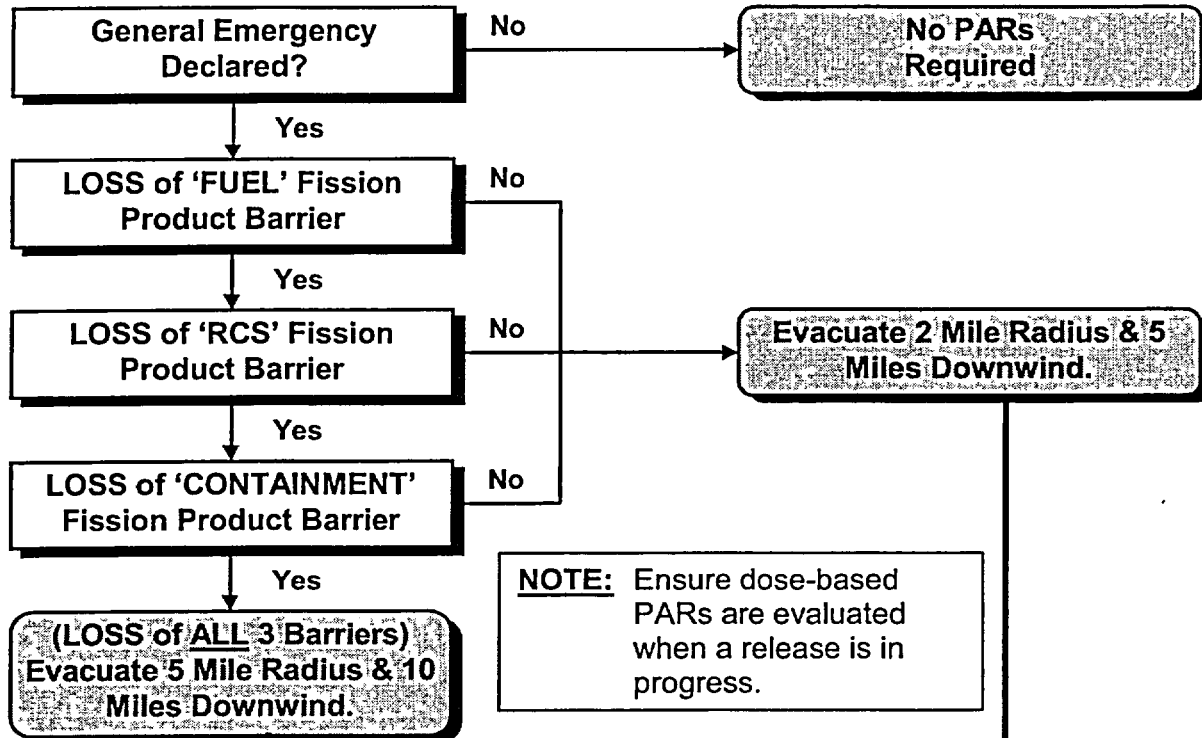 General Emergency
Declared?
No
No PARs
Required
Yes
LOSS of ‘FUEL’ Fission
Product Barrier
No
Yes
LOSS of ‘RCS’ Fission
Product Barrier
No
Evacuate 2 Mile Radius & 5
Miles Downwind.
Yes
LOSS of ‘CONTAINMENT’
Fission Product Barrier
No
Yes
(LOSS of ALL 3 Barriers)
Evacuate 5 Mile Radius & 10
Miles Downwind.
NOTE: Ensure dose-based
PARs are evaluated
when a release is in
progress.